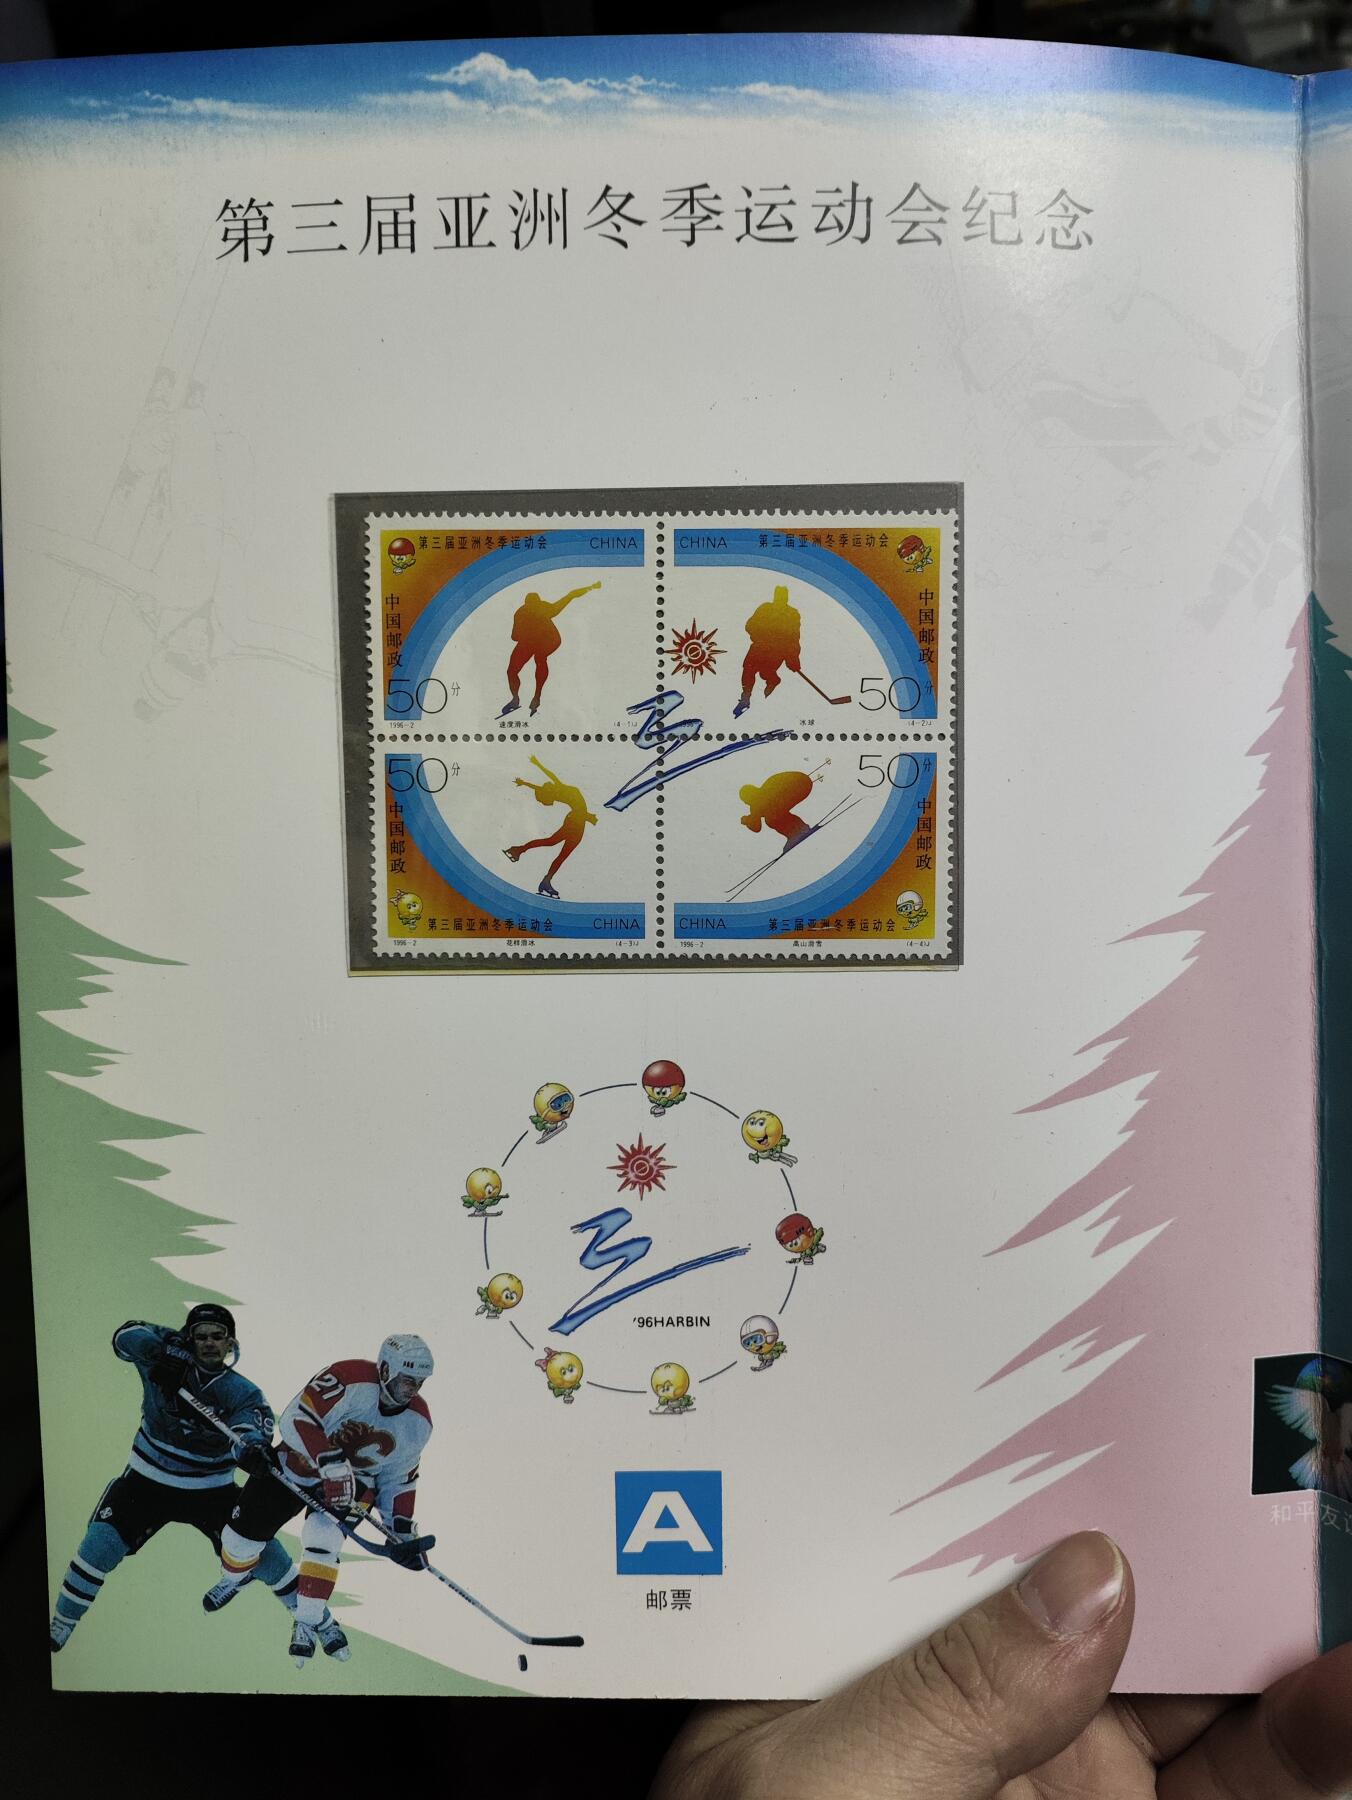 第三届亚洲冬季运动会纪念
第三届亚洲冬季运动会 CHINA
中国邮政
50分
1996-2 速度滑冰 (4-1)J
CHINA 第三届亚洲冬季运动会
中国邮政
50分
冰球 (4-2)J
50分
中国邮政
第三届亚洲冬季运动会 CHINA
1996-2 花样滑冰 (4-3)J
50分
中国邮政
CHINA 第三届亚洲冬季运动会
1996-2 高山滑雪 (4-4)J
'96HARBIN
21
39
A
邮票
和平友